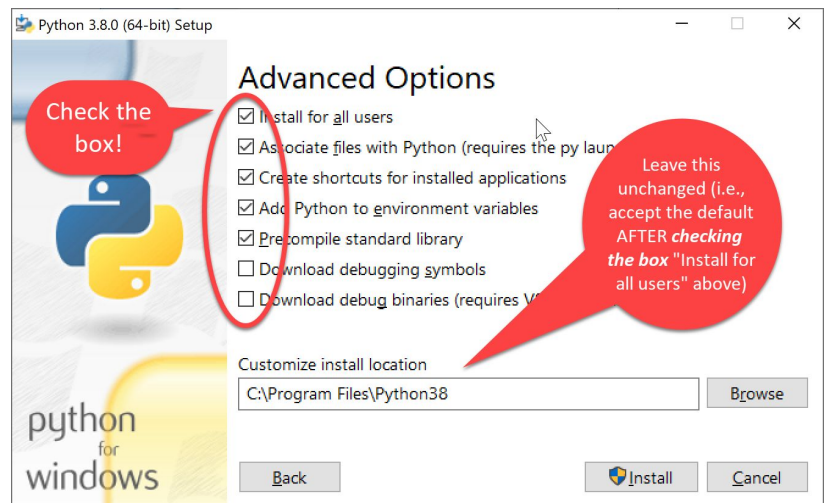 Python 3.8.0 (64-bit) Setup
Advanced Options
Check the
box!
Install for all users
Associate files with Python (requires the py
Create shortcuts for installed applications
Add Python to environment variables
Precompile standard library
Download debugging symbols
Download debug binaries (requires
Leave this
unchanged (i.e.,
accept the default
AFTER checking
the box "Install for
all users" above)
Customize install location
C:\Program Files\Python38
Browse
python
for
windows
Back
Install
Cancel